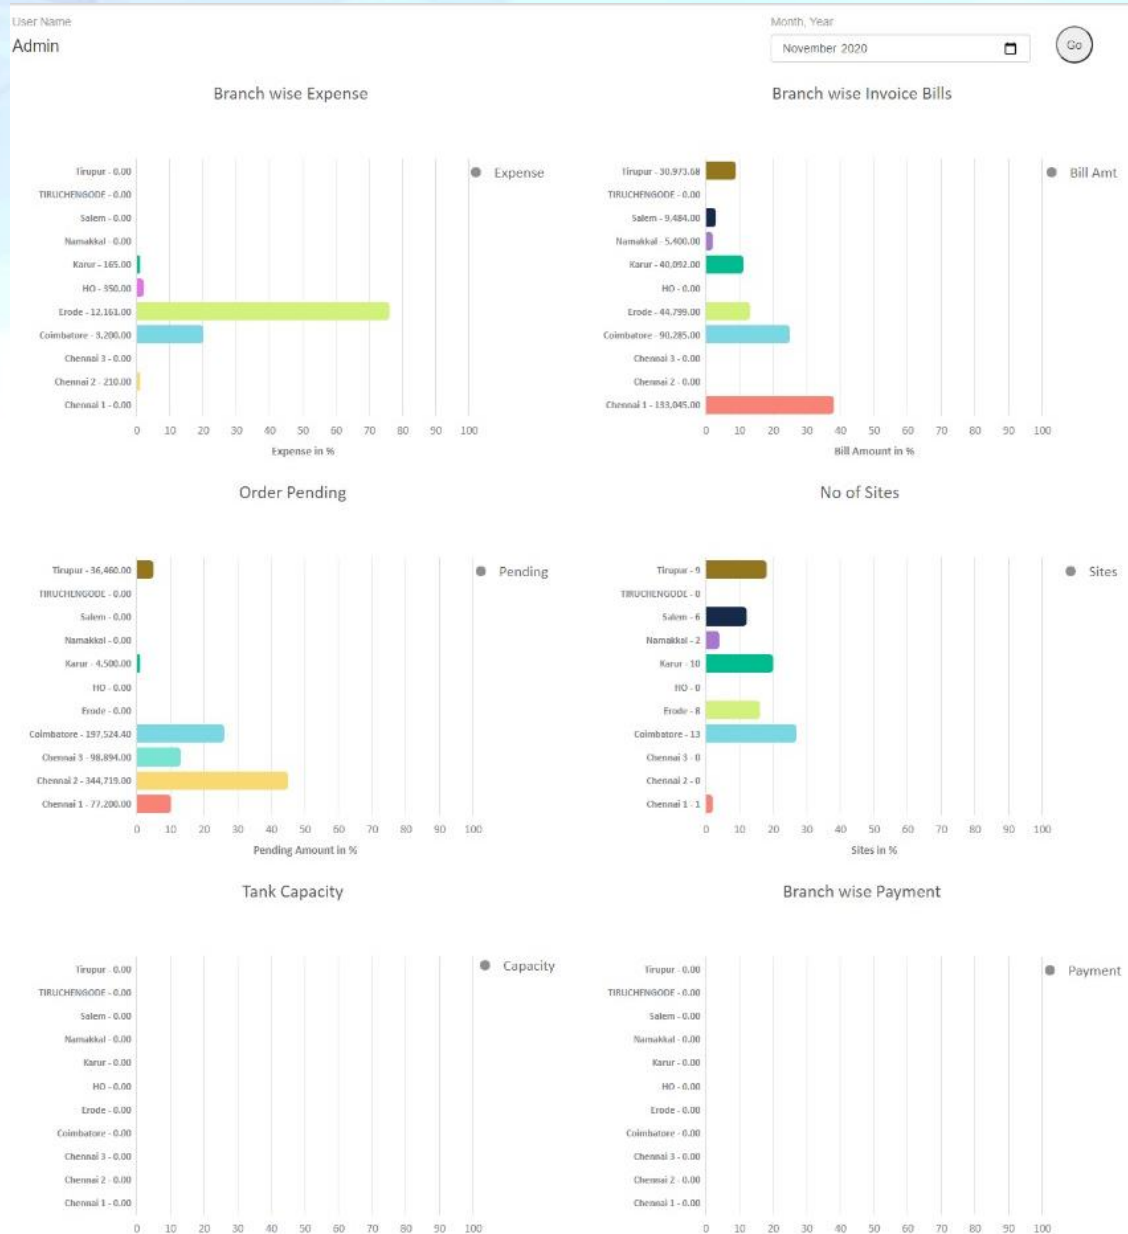 User Name
Admin
Month, Year
November 2020
Go
Branch wise Expense
Tirupur - 0.00
TIRUCHENGODE - 0.00
Salem - 0.00
Namakkal - 0.00
Karur - 165.00
HO - 350.00
Erode - 12,161.00
Coimbatore - 3,200.00
Chennai 3 - 0.00
Chennai 2 - 210.00
Chennai 1 - 0.00
Expense
0 10 20 30 40 50 60 70 80 90 100
Expense in %
Branch wise Invoice Bills
Tirupur - 30,973.68
TIRUCHENGODE - 0.00
Salem - 9,484.00
Namakkal - 5,400.00
Karur - 40,092.00
HO - 0.00
Erode - 44,799.00
Coimbatore - 90,285.00
Chennai 3 - 0.00
Chennai 2 - 0.00
Chennai 1 - 133,045.00
Bill Amt
0 10 20 30 40 50 60 70 80 90 100
Bill Amount in %
Order Pending
Tirupur - 36,460.00
TIRUCHENGODE - 0.00
Salem - 0.00
Namakkal - 0.00
Karur - 4,500.00
HO - 0.00
Erode - 0.00
Coimbatore - 197,524.40
Chennai 3 - 98,894.00
Chennai 2 - 344,719.00
Chennai 1 - 77,200.00
Pending
0 10 20 30 40 50 60 70 80 90 100
Pending Amount in %
No of Sites
Tirupur - 9
TIRUCHENGODE - 0
Salem - 6
Namakkal - 2
Karur - 10
HO - 0
Erode - 8
Coimbatore - 13
Chennai 3 - 0
Chennai 2 - 0
Chennai 1 - 1
Sites
0 10 20 30 40 50 60 70 80 90 100
Sites in %
Tank Capacity
Tirupur - 0.00
TIRUCHENGODE - 0.00
Salem - 0.00
Namakkal - 0.00
Karur - 0.00
HO - 0.00
Erode - 0.00
Coimbatore - 0.00
Chennai 3 - 0.00
Chennai 2 - 0.00
Chennai 1 - 0.00
Capacity
0 10 20 30 40 50 60 70 80 90 100
Branch wise Payment
Tirupur - 0.00
TIRUCHENGODE - 0.00
Salem - 0.00
Namakkal - 0.00
Karur - 0.00
HO - 0.00
Erode - 0.00
Coimbatore - 0.00
Chennai 3 - 0.00
Chennai 2 - 0.00
Chennai 1 - 0.00
Payment
0 10 20 30 40 50 60 70 80 90 100